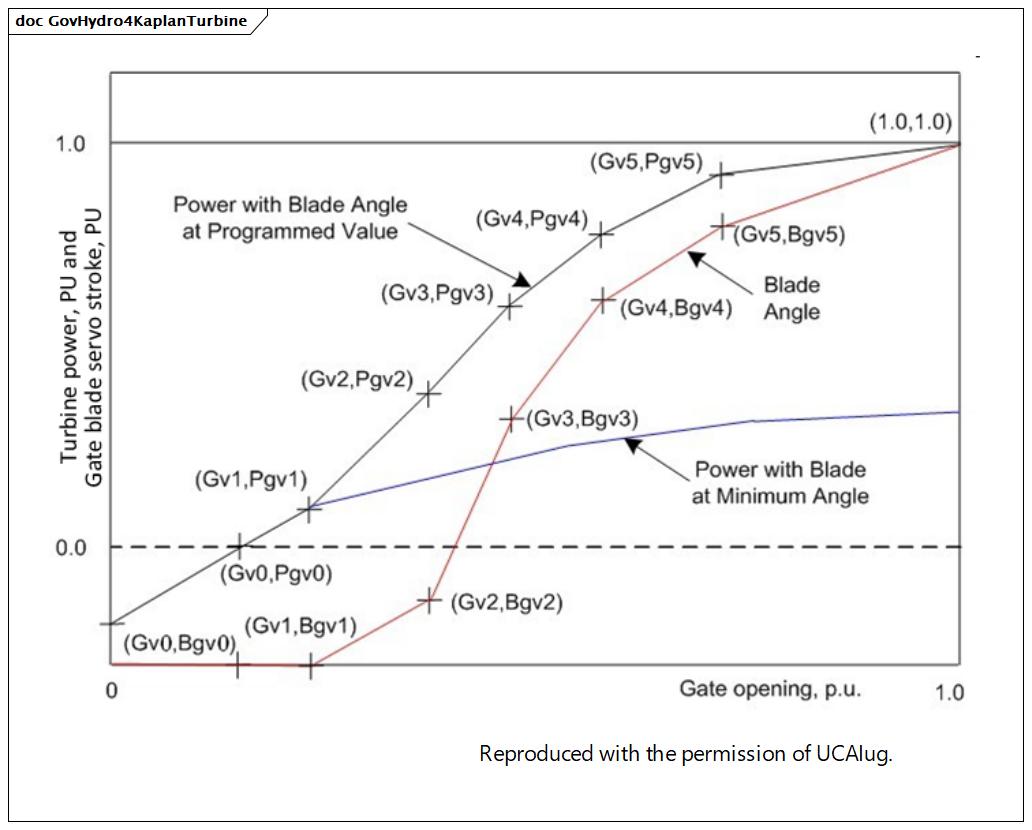 doc GovHydro4KaplanTurbine
-
(1.0,1.0)
1.0
(Gv5,Pgv5)
Power with Blade Angle
at Programmed Value
(Gv4,Pgv4)
(Gv5,Bgv5)
Turbine power, PU and
Gate blade servo stroke, PU
(Gv3,Pgv3)
Blade
Angle
(Gv4,Bgv4)
(Gv2,Pgv2)
(Gv3,Bgv3)
(Gv1,Pgv1)
Power with Blade
at Minimum Angle
0.0
(Gv0,Pgv0)
(Gv2,Bgv2)
(Gv1,Bgv1)
(Gv0,Bgv0)
0
Gate opening, p.u.
1.0
Reproduced with the permission of UCAIug.